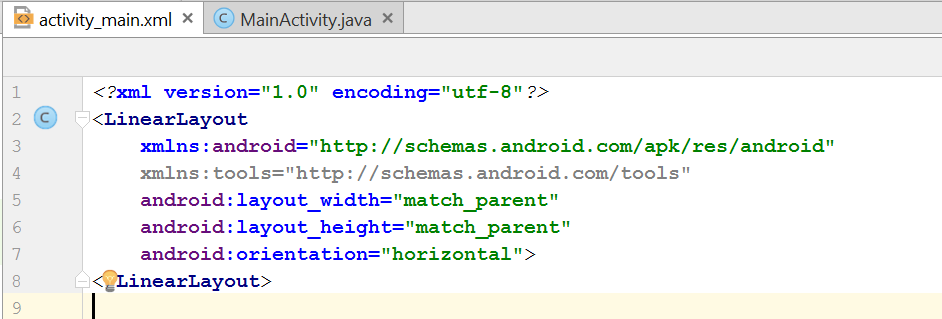 activity_main.xml
C MainActivity.java
1 <?xml version="1.0" encoding="utf-8"?>
2 C <LinearLayout
3 xmlns:android="http://schemas.android.com/apk/res/android"
4 xmlns:tools="http://schemas.android.com/tools"
5 android:layout_width="match_parent"
6 android:layout_height="match_parent"
7 android:orientation="horizontal">
8 < LinearLayout>
9